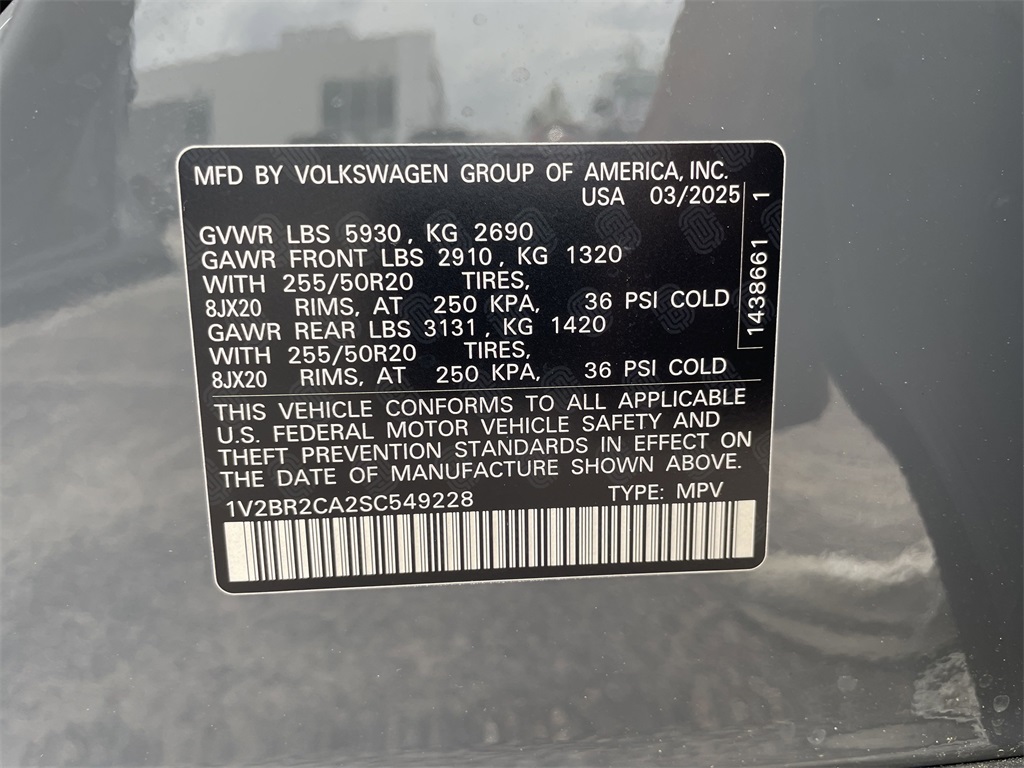 MFD BY VOLKSWAGEN GROUP OF AMERICA, INC.
USA 03/2025
GVWR LBS 5930, KG 2690
GAWR FRONT LBS 2910, KG 1320
WITH 255/50R20 TIRES,
8JX20 RIMS, AT 250 KPA, 36 PSI COLD
GAWR REAR LBS 3131, KG 1420
WITH 255/50R20 TIRES,
8JX20 RIMS, AT 250 KPA, 36 PSI COLD
1438661 1
THIS VEHICLE CONFORMS TO ALL APPLICABLE
U.S. FEDERAL MOTOR VEHICLE SAFETY AND
THEFT PREVENTION STANDARDS IN EFFECT ON
THE DATE OF MANUFACTURE SHOWN ABOVE.
1V2BR2CA2SC549228 TYPE: MPV